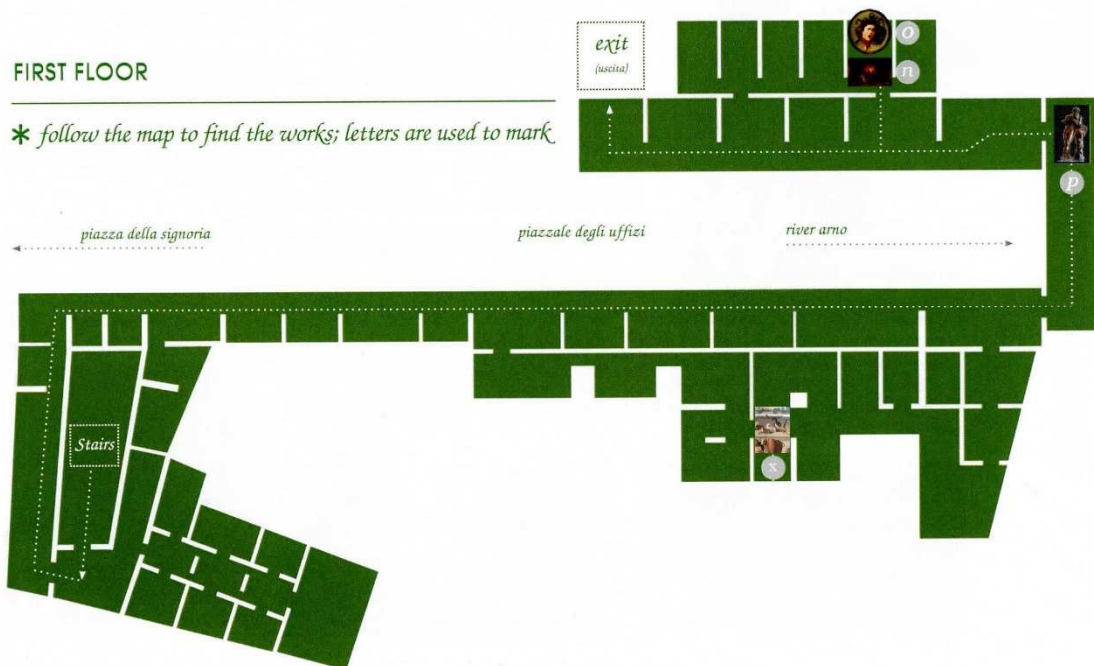 exit
(uscita)
o
n
FIRST FLOOR
* follow the map to find the works; letters are used to mark
p
piazza della signoria
piazzale degli uffizi
river arno
Stairs
x